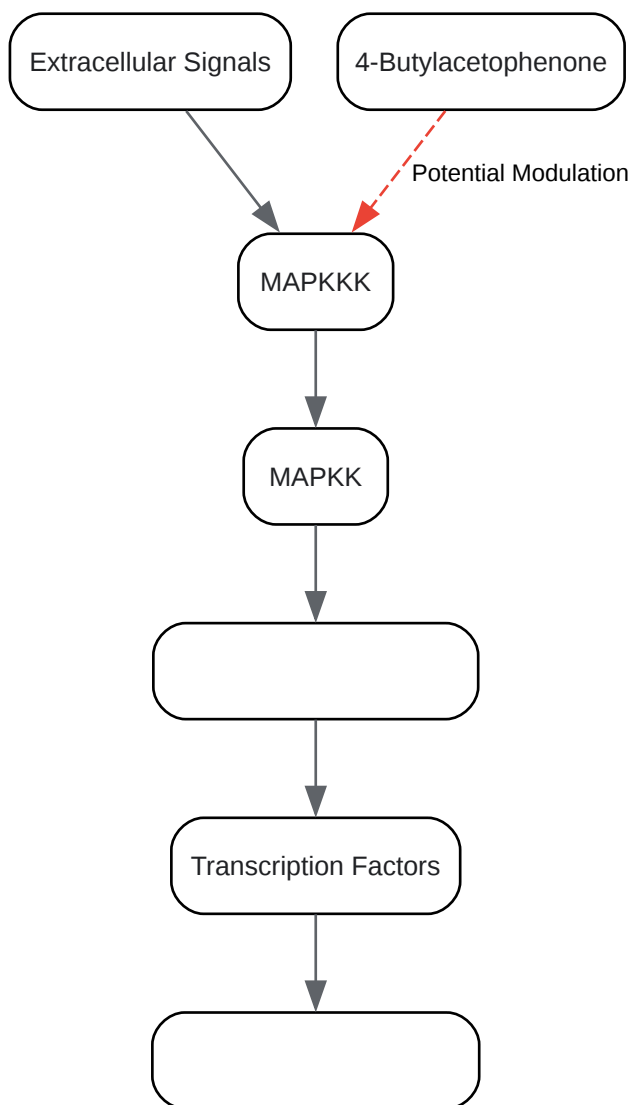 Extracellular Signals
4-Butylacetophenone
Potential Modulation
MAPKKK
MAPKK
Transcription Factors